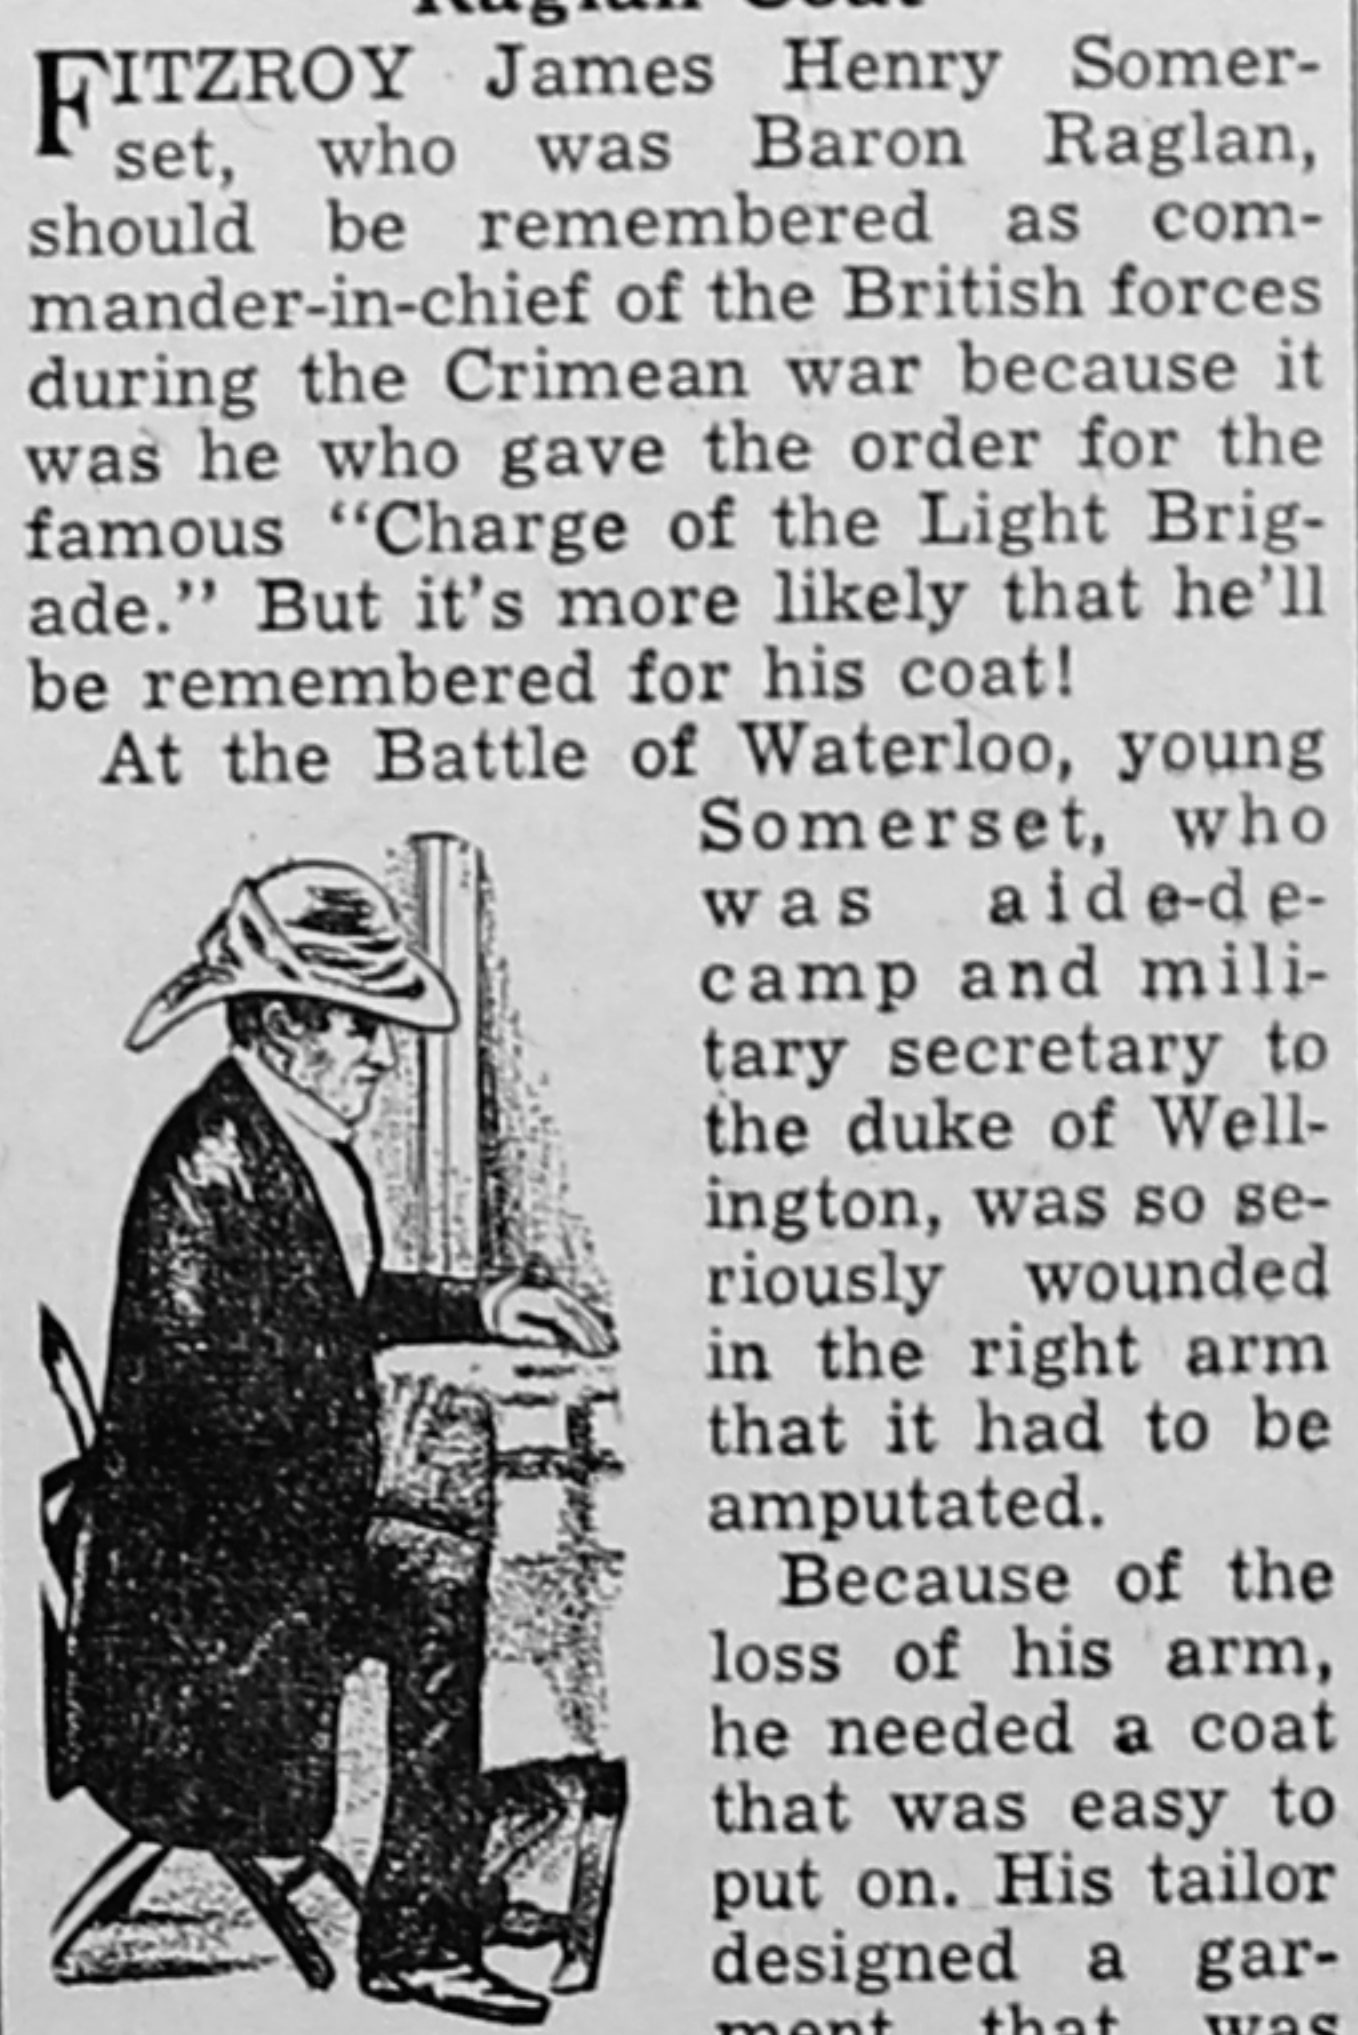 Raglan Coat
FITZROY James Henry Somer-
set, who was Baron Raglan,
should be remembered as com-
mander-in-chief of the British forces
during the Crimean war because it
was he who gave the order for the
famous “Charge of the Light Brig-
ade.” But it’s more likely that he’ll
be remembered for his coat!
At the Battle of Waterloo, young
Somerset, who
was aide-de-
camp and mili-
tary secretary to
the duke of Well-
ington, was so se-
riously wounded
in the right arm
that it had to be
amputated.
Because of the
loss of his arm,
he needed a coat
that was easy to
put on. His tailor
designed a gar-
ment that was